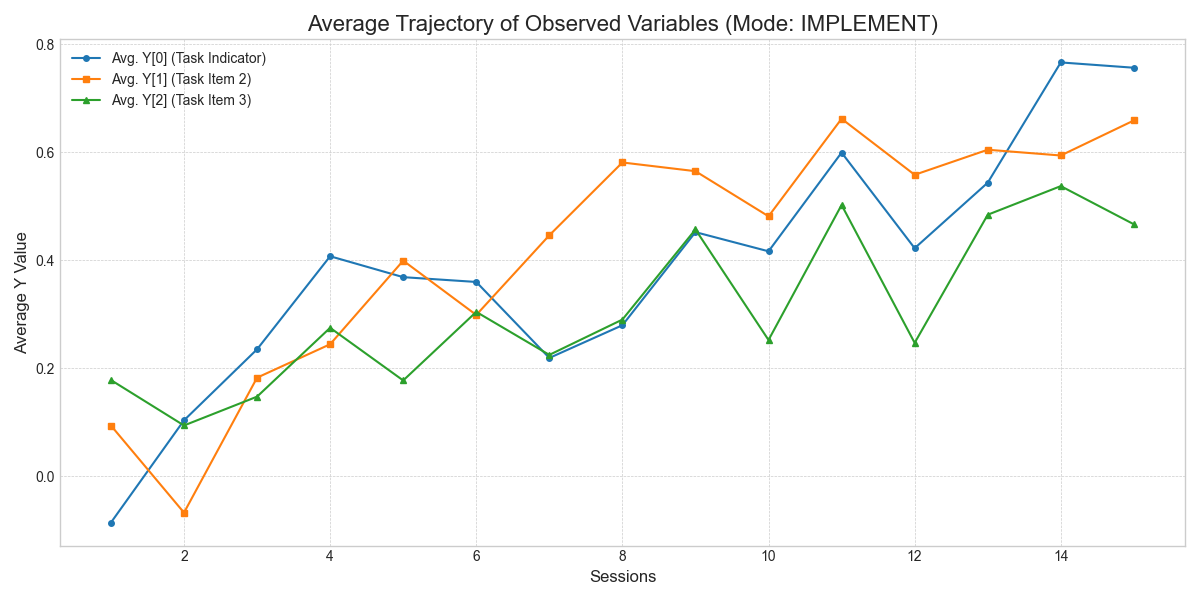 Average Trajectory of Observed Variables (Mode: IMPLEMENT)
Avg. Y[0] (Task Indicator)
Avg. Y[1] (Task Item 2)
Avg. Y[2] (Task Item 3)
Average Y Value
0.8
0.6
0.4
0.2
0.0
2 4 6 8 10 12 14
Sessions